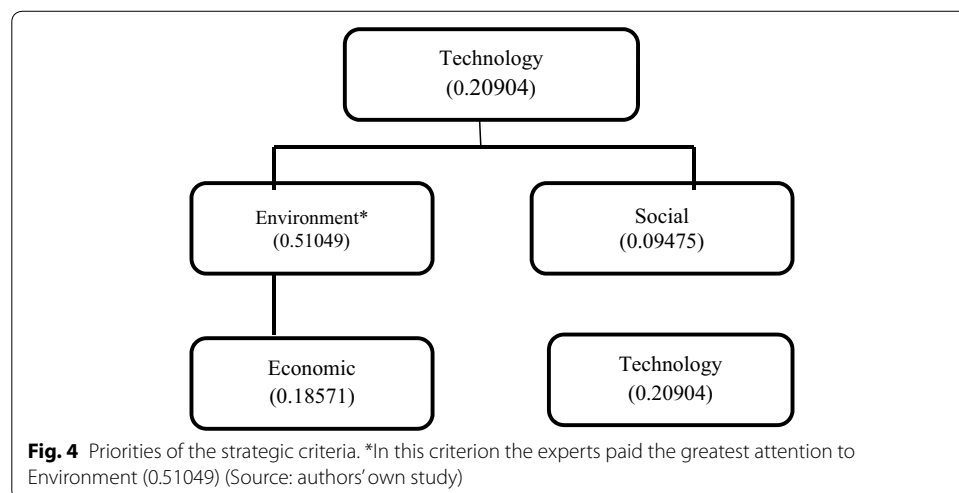 Technology
(0.20904)
Environment*
(0.51049)
Social
(0.09475)
Economic
(0.18571)
Technology
(0.20904)
Fig. 4 Priorities of the strategic criteria. *In this criterion the experts paid the greatest attention to
Environment (0.51049) (Source: authors’ own study)